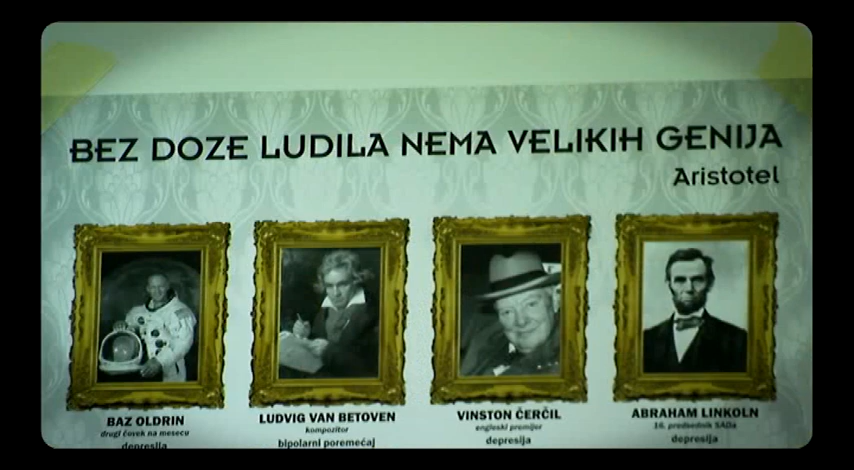 BEZ DOZE LUDILA NEMA VELIKIH GENIJA
Aristotel
BAZ OLDRIN
drugi čovek na mesecu
depresija
LUDVIG VAN BETOVEN
kompozitor
bipolarni poremećaj
VINSTON ČERČIL
engleski premijer
depresija
ABRAHAM LINKOLN
16. predsednik SADa
depresija